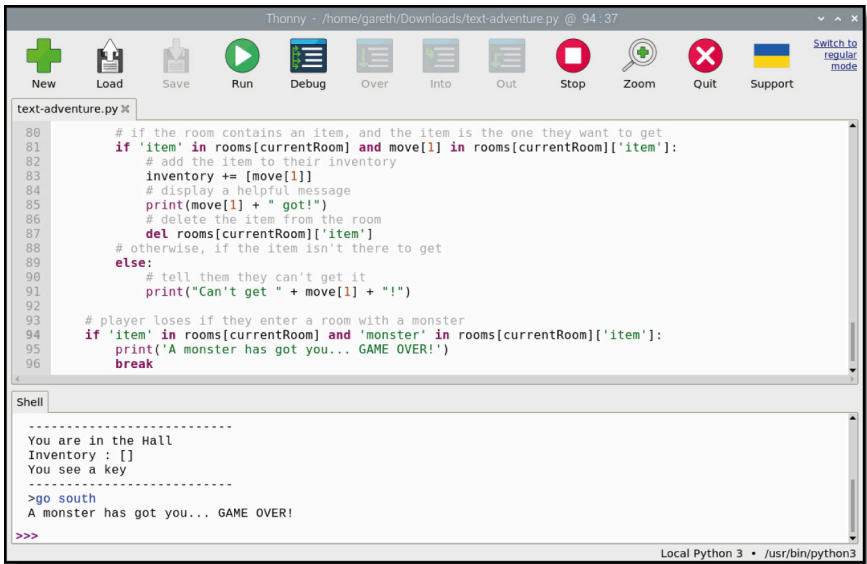 Thonny - /home/gareth/Downloads/text-adventure.py @ 94:37
New Load Save Run Debug Over Into Out Stop Zoom Quit Support
Switch to
regular
mode
text-adventure.py
80 # if the room contains an item, and the item is the one they want to get
81 if 'item' in rooms[currentRoom] and move[1] in rooms[currentRoom]['item']:
82 # add the item to their inventory
83 inventory += [move[1]]
84 # display a helpful message
85 print(move[1] + " got!")
86 # delete the item from the room
87 del rooms[currentRoom]['item']
88 # otherwise, if the item isn't there to get
89 else:
90 # tell them they can't get it
91 print("Can't get " + move[1] + "!")
92
93 # player loses if they enter a room with a monster
94 if 'item' in rooms[currentRoom] and 'monster' in rooms[currentRoom]['item']:
95 print('A monster has got you... GAME OVER!')
96 break
Shell
---------------------------
You are in the Hall
Inventory : []
You see a key
---------------------------
>go south
A monster has got you... GAME OVER!
>>>
Local Python 3 • /usr/bin/python3